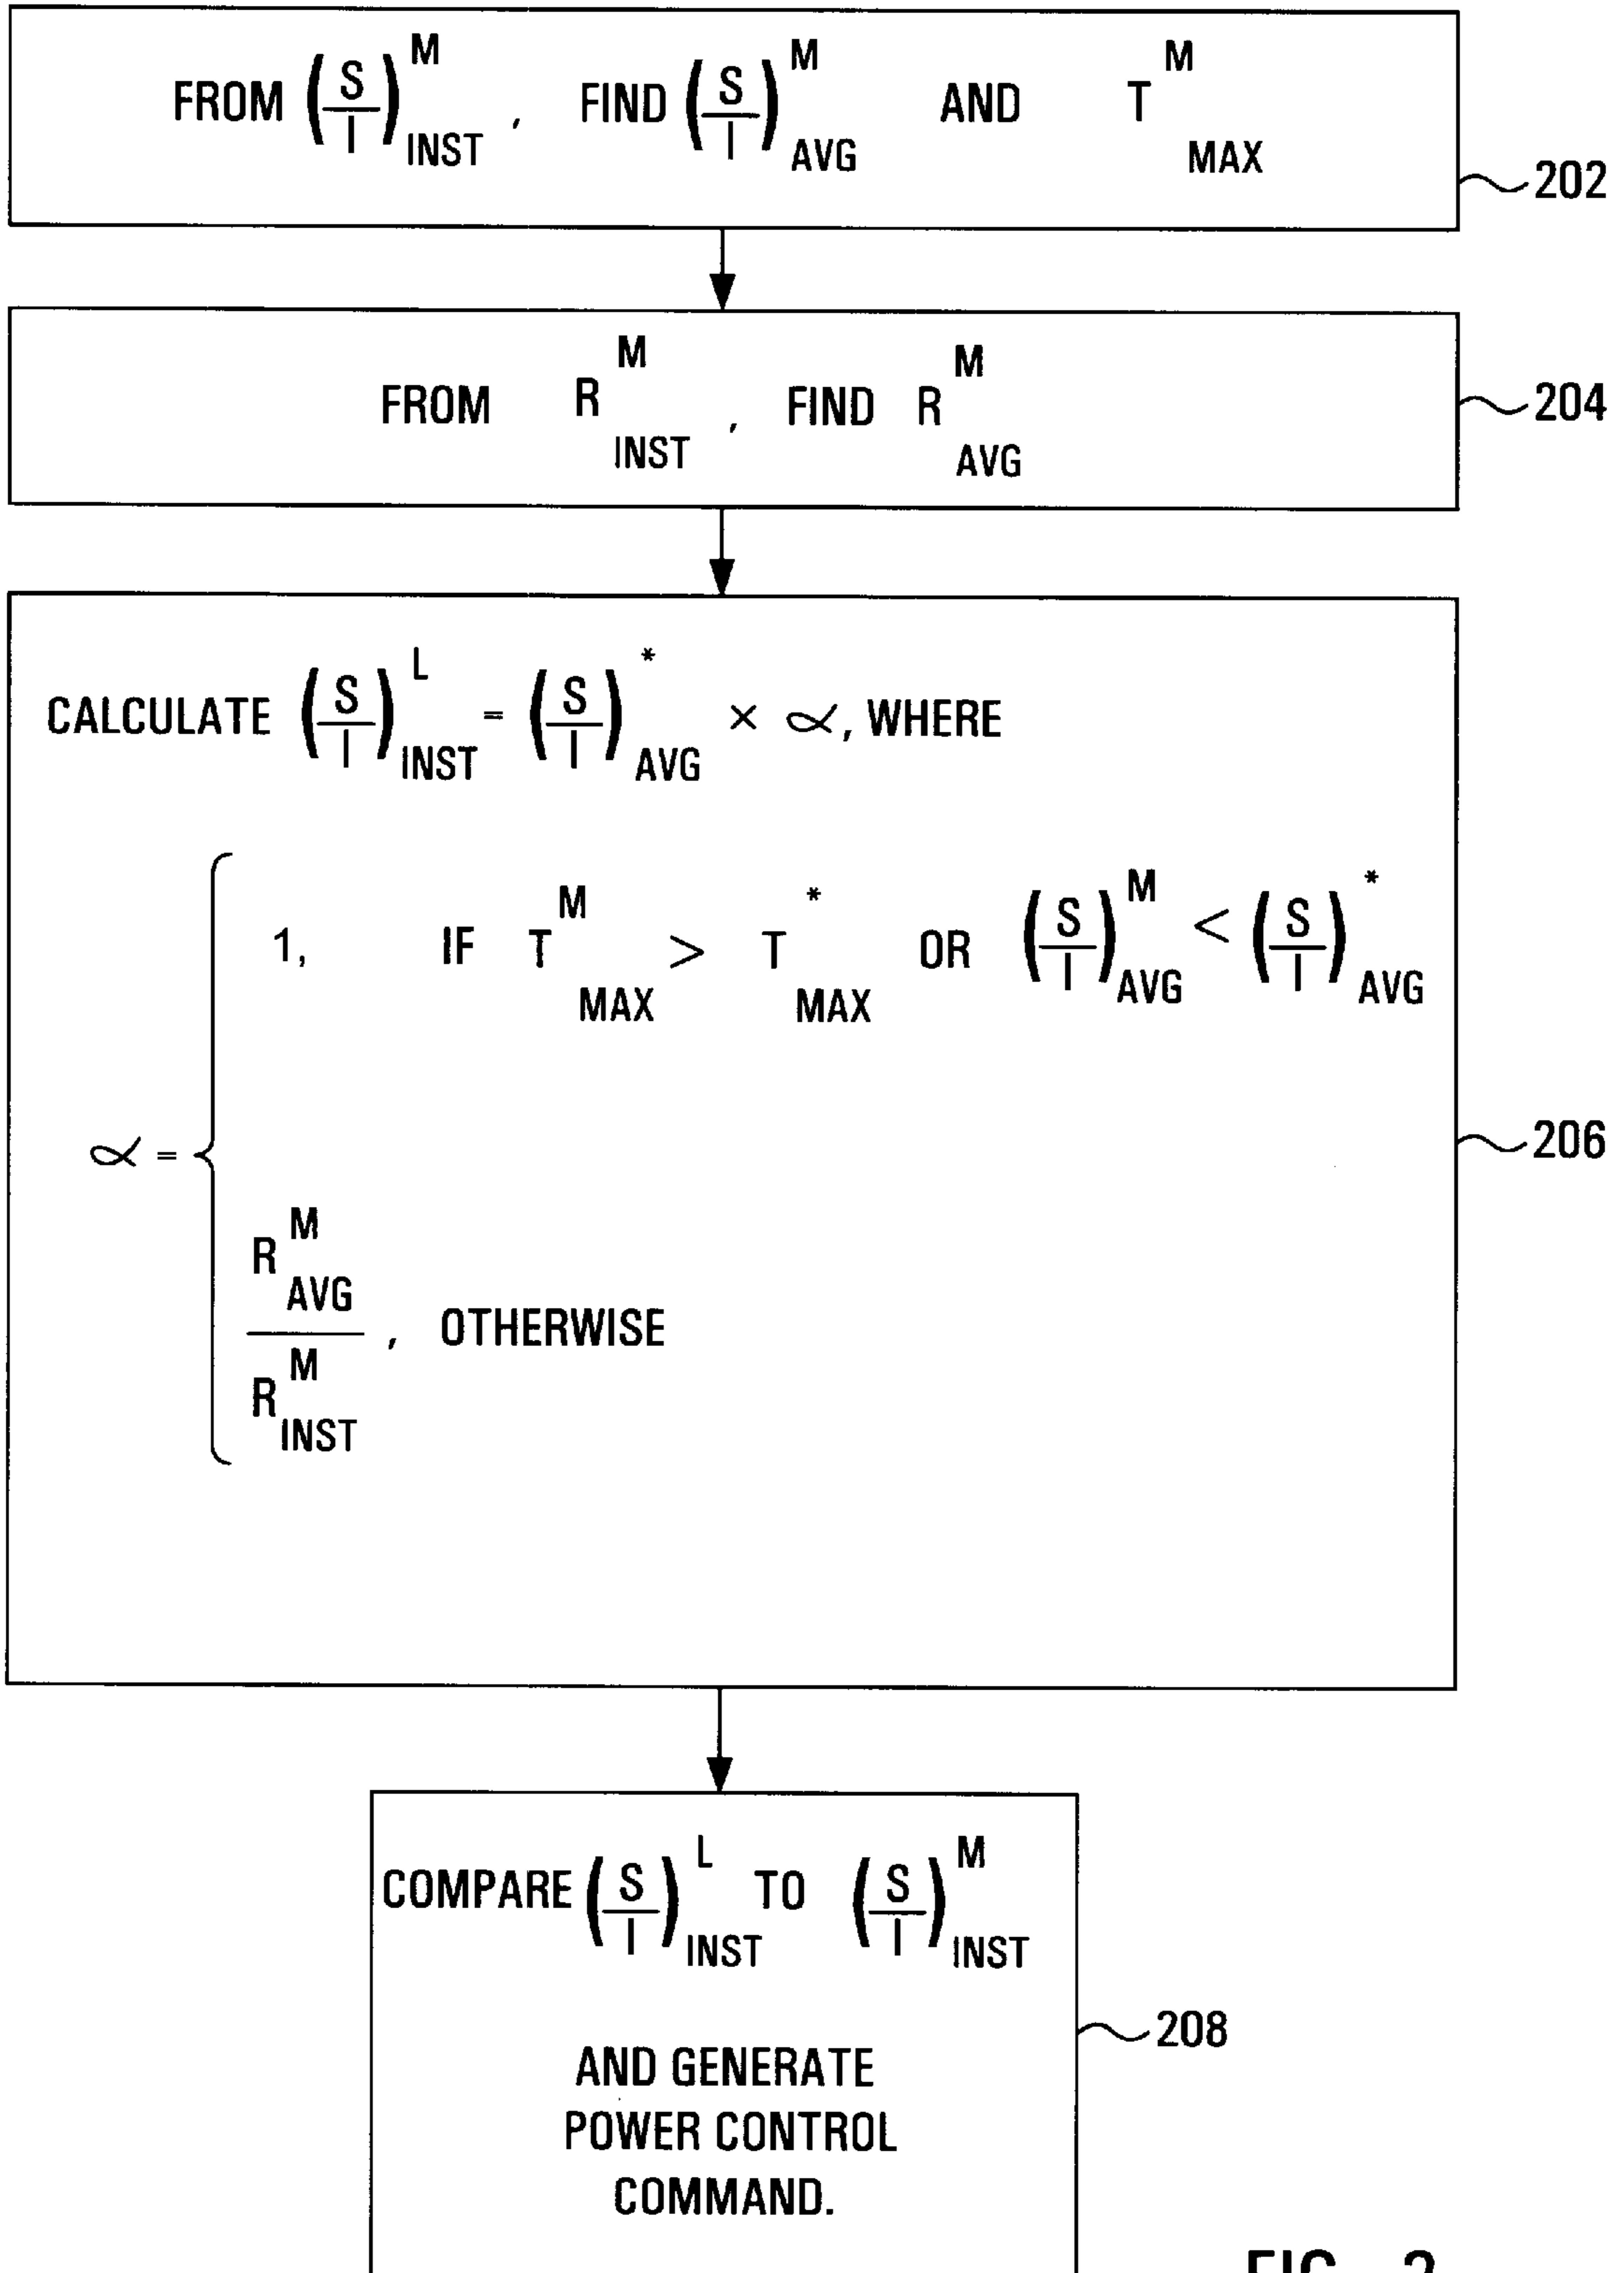 FROM (S/I)^M_INST , FIND (S/I)^M_AVG AND T^M_MAX
202
FROM R^M_INST , FIND R^M_AVG
204
CALCULATE (S/I)^L_INST = (S/I)^*_AVG × α, WHERE
1, IF T^M_MAX > T^*_MAX OR (S/I)^M_AVG < (S/I)^*_AVG
α =
206
R^M_AVG / R^M_INST , OTHERWISE
COMPARE (S/I)^L_INST TO (S/I)^M_INST
208
AND GENERATE
POWER CONTROL
COMMAND.